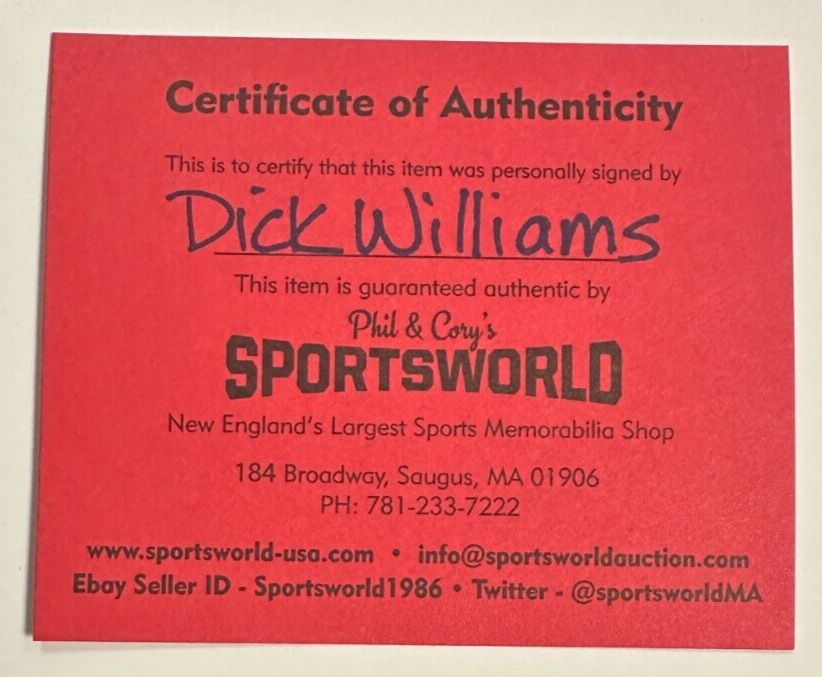 Certificate of Authenticity
This is to certify that this item was personally signed by
Dick Williams
This item is guaranteed authentic by
Phil & Cory's
SPORTSWORLD
New England's Largest Sports Memorabilia Shop
184 Broadway, Saugus, MA 01906
PH: 781-233-7222
www.sportsworld-usa.com • info@sportsworldauction.com
Ebay Seller ID - Sportsworld1986 • Twitter - @sportsworldMA